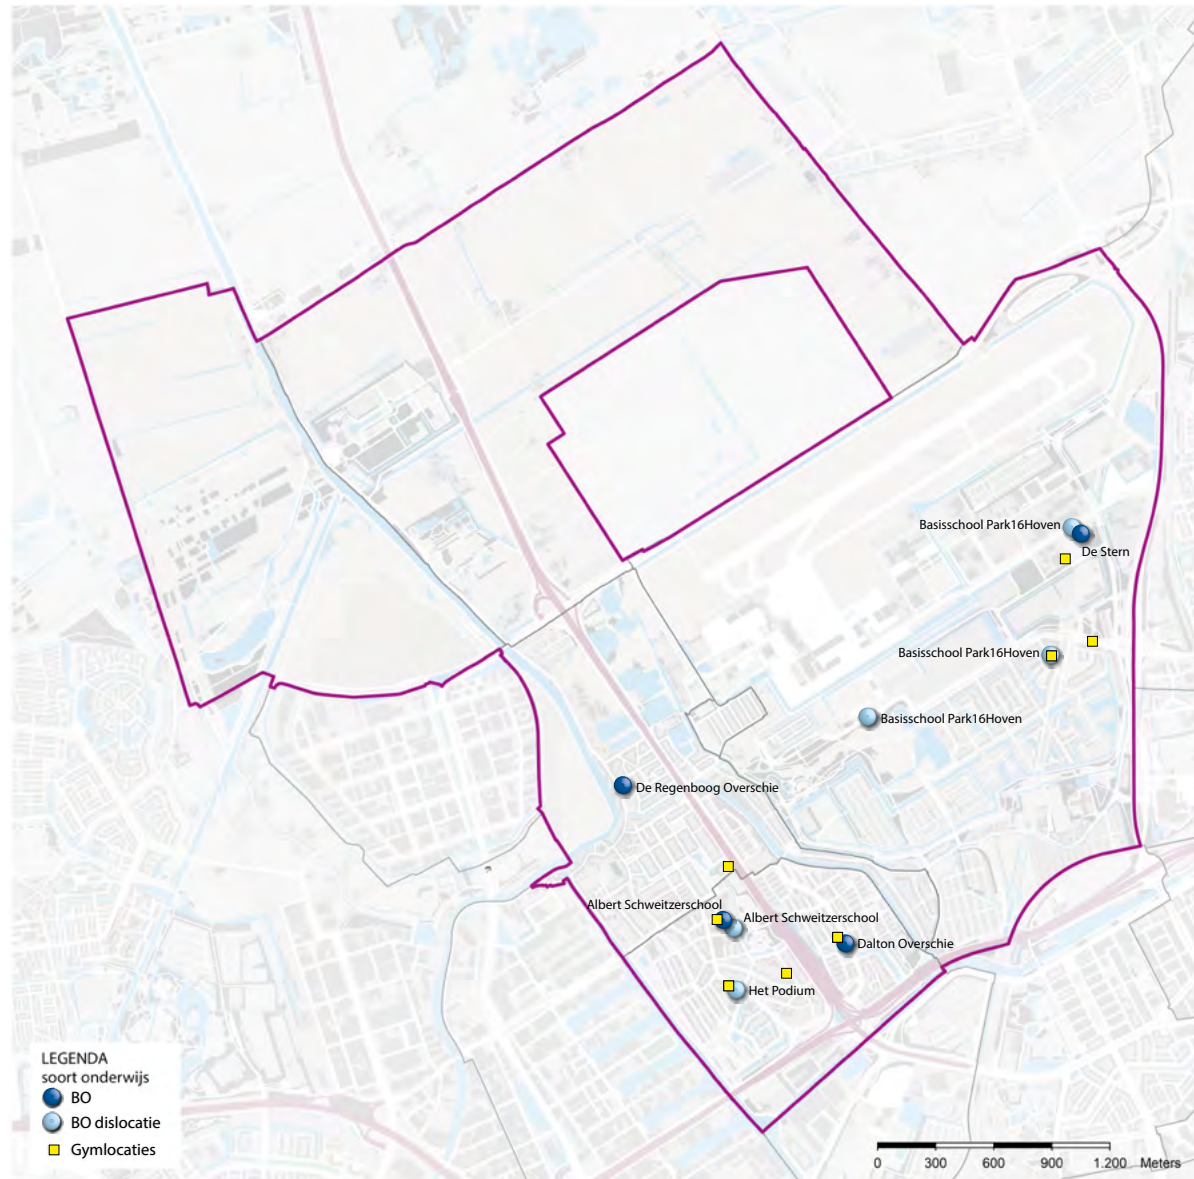 Basisschool Park16Hoven
De Stern
Basisschool Park16Hoven
Basisschool Park16Hoven
De Regenboog Overschie
Albert Schweitzerschool
Albert Schweitzerschool
Dalton Overschie
Het Podium
LEGENDA
soort onderwijs
BO
BO dislocatie
Gymlocaties
0 300 600 900 1.200 Meters